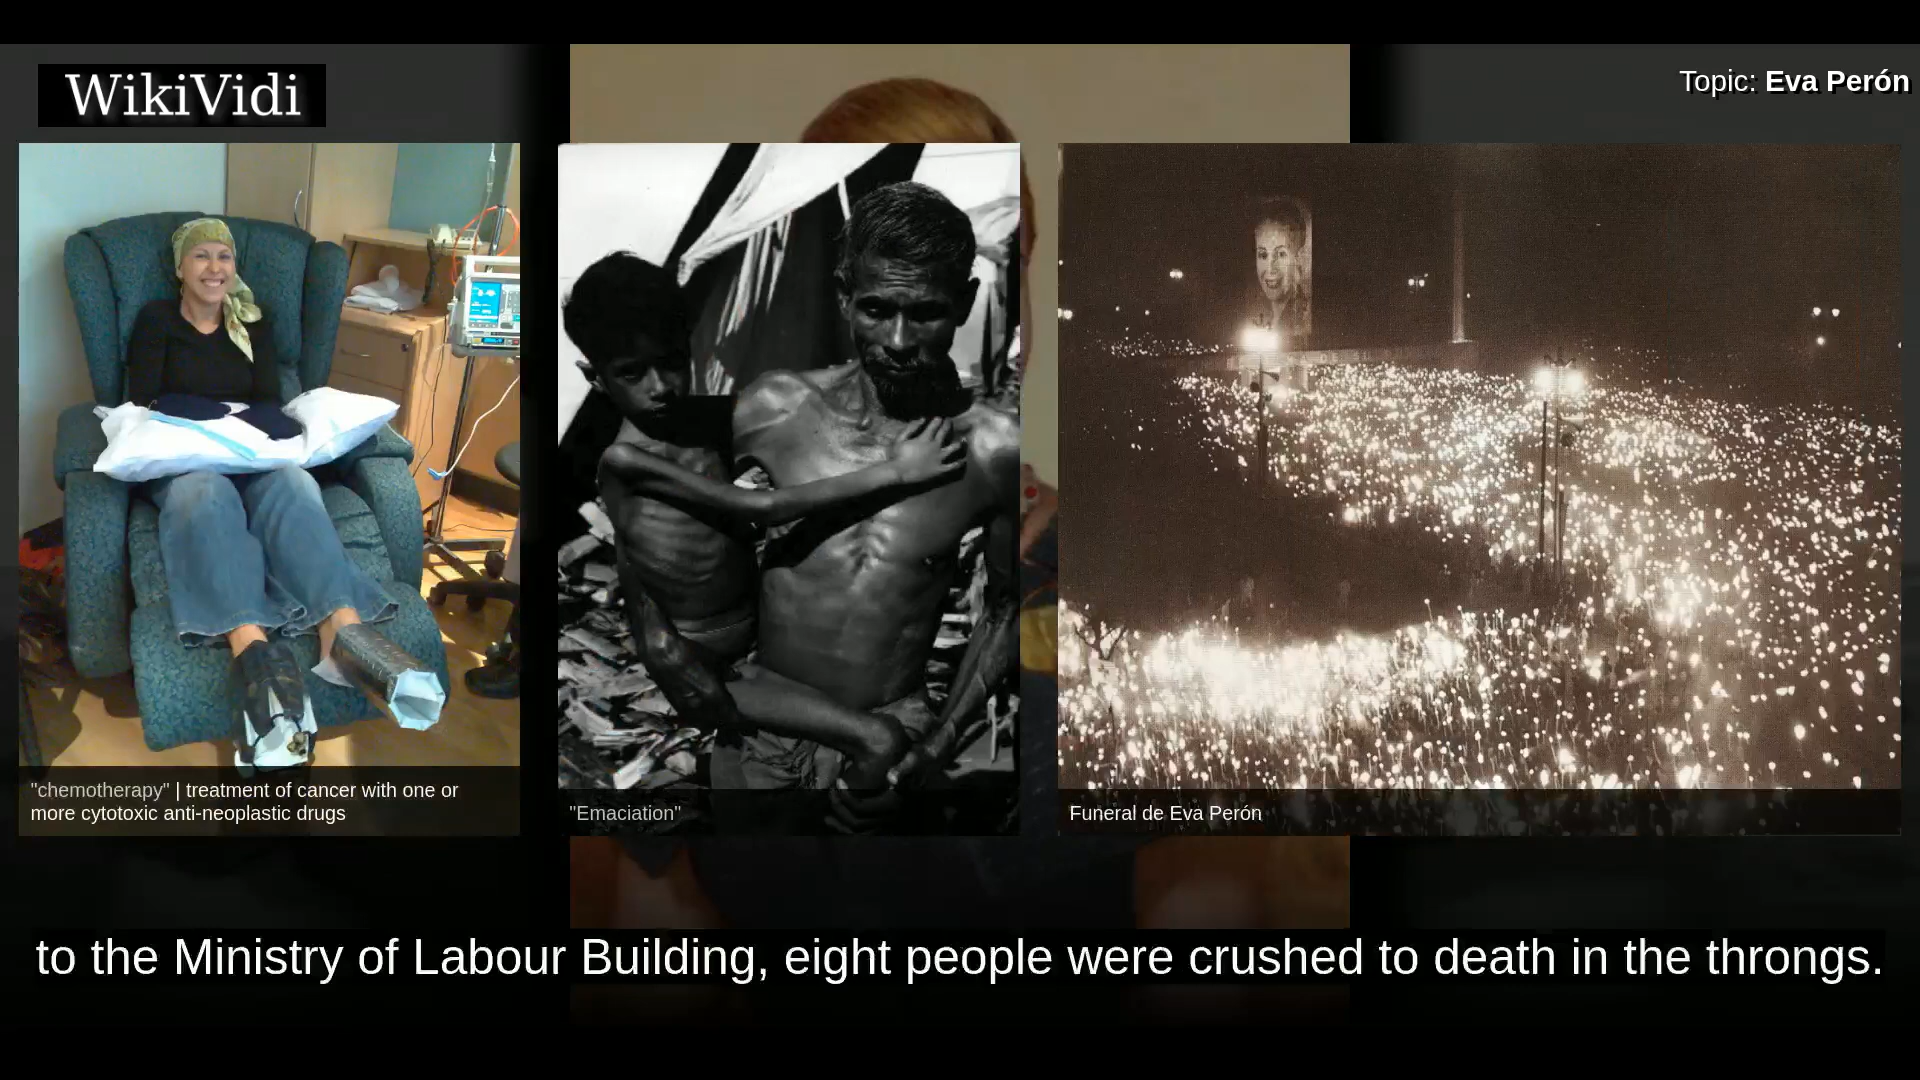 WikiVidi
Topic: Eva Perón
"chemotherapy" | treatment of cancer with one or
more cytotoxic anti-neoplastic drugs
"Emaciation"
Funeral de Eva Perón
to the Ministry of Labour Building, eight people were crushed to death in the throngs.